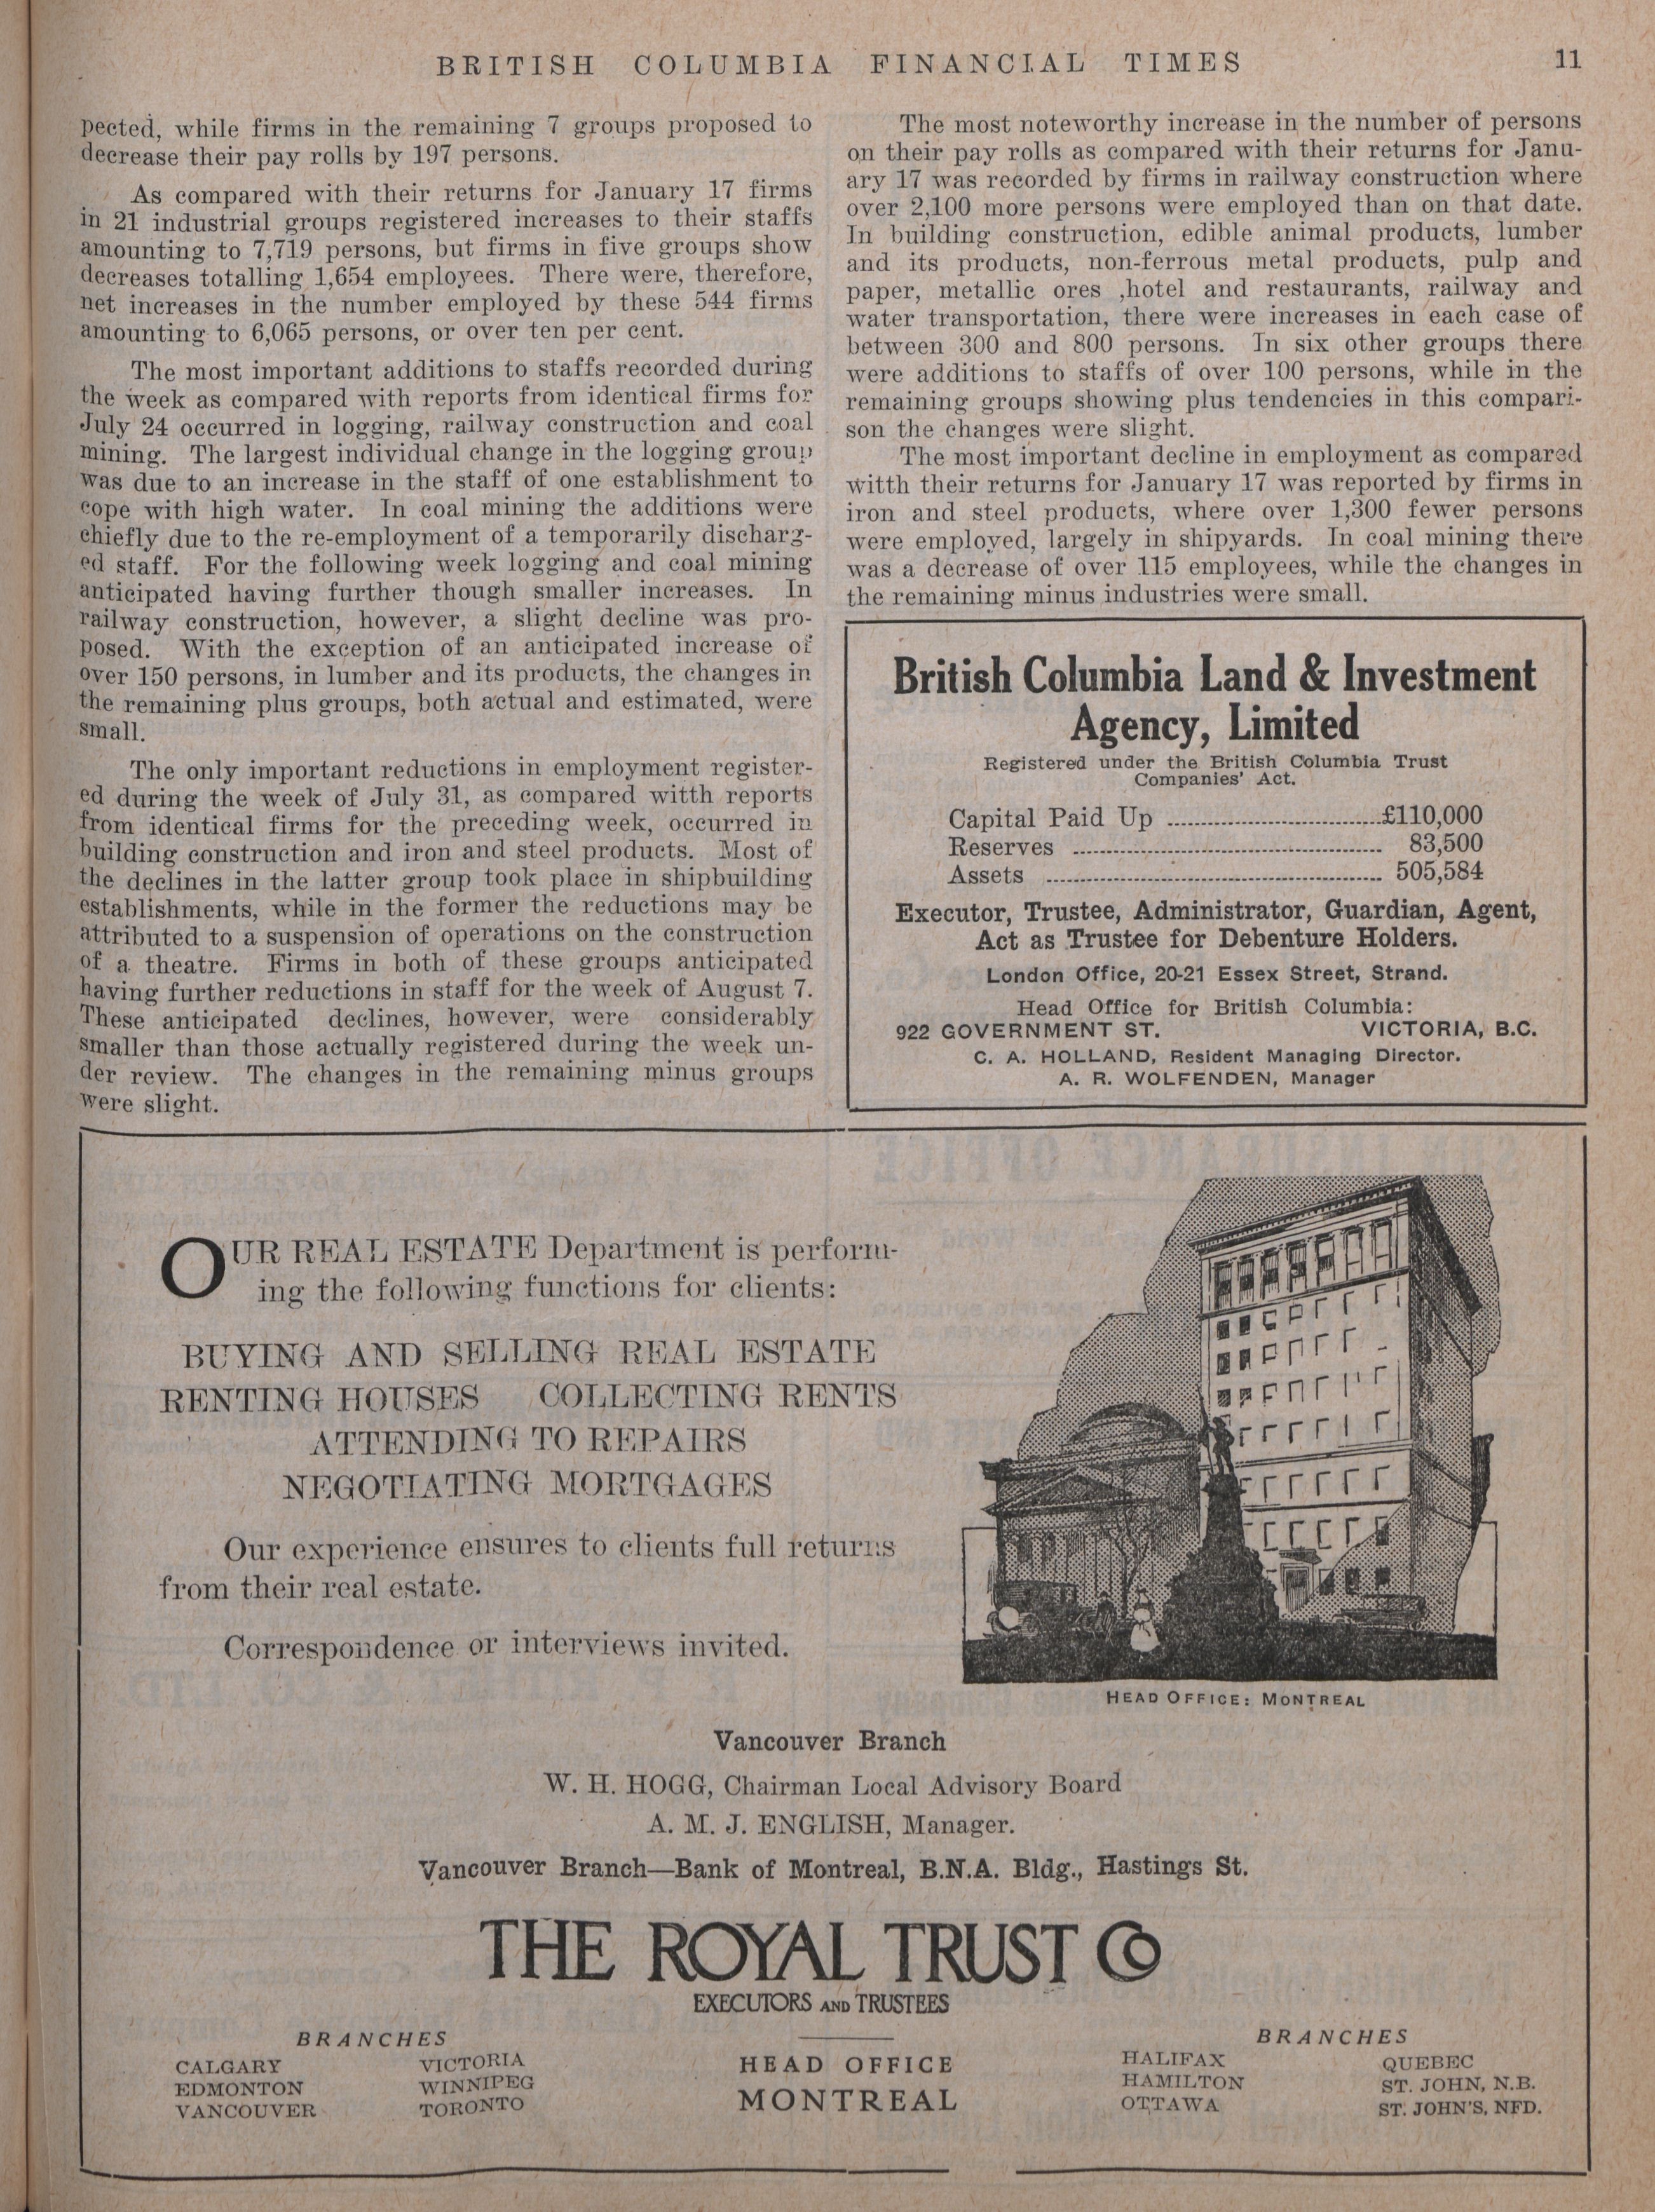 BRITISH COLUMBIA FINANCIAL TIMES 11
pected, while firms in the remaining 7 groups proposed to
decrease their pay rolls by 197 persons.
As compared with their returns for January 17 firms
in 21 industrial groups registered increases to their staffs
amounting to 7,719 persons, but firms in five groups show
decreases totalling 1,654 employees. There were, therefore,
net increases in the number employed by these 544 firms
amounting to 6,065 persons, or over ten per cent.
The most important additions to staffs recorded during
the week as compared with reports from identical firms for
July 24 occurred in logging, railway construction and coal
mining. The largest individual change in the logging group
was due to an increase in the staff of one establishment to
cope with high water. In coal mining the additions were
chiefly due to the re-employment of a temporarily discharg-
ed staff. For the following week logging and coal mining
anticipated having further though smaller increases. In
railway construction, however, a slight decline was pro-
posed. With the exception of an anticipated increase of
over 150 persons, in lumber and its products, the changes in
the remaining plus groups, both actual and estimated, were
small.
The only important reductions in employment register-
ed during the week of July 31, as compared witth reports
from identical firms for the preceding week, occurred in
building construction and iron and steel products. Most of
the declines in the latter group took place in shipbuilding
establishments, while in the former the reductions may be
attributed to a suspension of operations on the construction
of a theatre. Firms in both of these groups anticipated
having further reductions in staff for the week of August 7.
These anticipated declines, however, were considerably
smaller than those actually registered during the week un-
der review. The changes in the remaining minus groups
were slight.
The most noteworthy increase in the number of persons
on their pay rolls as compared with their returns for Janu-
ary 17 was recorded by firms in railway construction where
over 2,100 more persons were employed than on that date.
In building construction, edible animal products, lumber
and its products, non-ferrous metal products, pulp and
paper, metallic ores ,hotel and restaurants, railway and
water transportation, there were increases in each case of
between 300 and 800 persons. In six other groups there
were additions to staffs of over 100 persons, while in the
remaining groups showing plus tendencies in this compari-
son the changes were slight.
The most important decline in employment as compared
witth their returns for January 17 was reported by firms in
iron and steel products, where over 1,300 fewer persons
were employed, largely in shipyards. In coal mining there
was a decrease of over 115 employees, while the changes in
the remaining minus industries were small.
British Columbia Land & Investment
Agency, Limited
Registered under the British Columbia Trust
Companies' Act.
Capital Paid Up £110,000
Reserves 83,500
Assets 505,584
Executor, Trustee, Administrator, Guardian, Agent,
Act as Trustee for Debenture Holders.
London Office, 20-21 Essex Street, Strand.
Head Office for British Columbia:
922 GOVERNMENT ST. VICTORIA, B.C.
C. A. HOLLAND, Resident Managing Director.
A. R. WOLFENDEN, Manager
OUR REAL ESTATE Department is perform-
ing the following functions for clients:
BUYING AND SELLING REAL ESTATE
RENTING HOUSES COLLECTING RENTS
ATTENDING TO REPAIRS
NEGOTIATING MORTGAGES
Our experience ensures to clients full returns
from their real estate.
Correspondence or interviews invited.
HEAD OFFICE: MONTREAL
Vancouver Branch
W. H. HOGG, Chairman Local Advisory Board
A. M. J. ENGLISH, Manager.
Vancouver Branch—Bank of Montreal, B.N.A. Bldg., Hastings St.
THE ROYAL TRUST CO
EXECUTORS AND TRUSTEES
BRANCHES
CALGARY VICTORIA
EDMONTON WINNIPEG
VANCOUVER TORONTO
HEAD OFFICE
MONTREAL
BRANCHES
HALIFAX QUEBEC
HAMILTON ST. JOHN, N.B.
OTTAWA ST. JOHN'S, NFD.